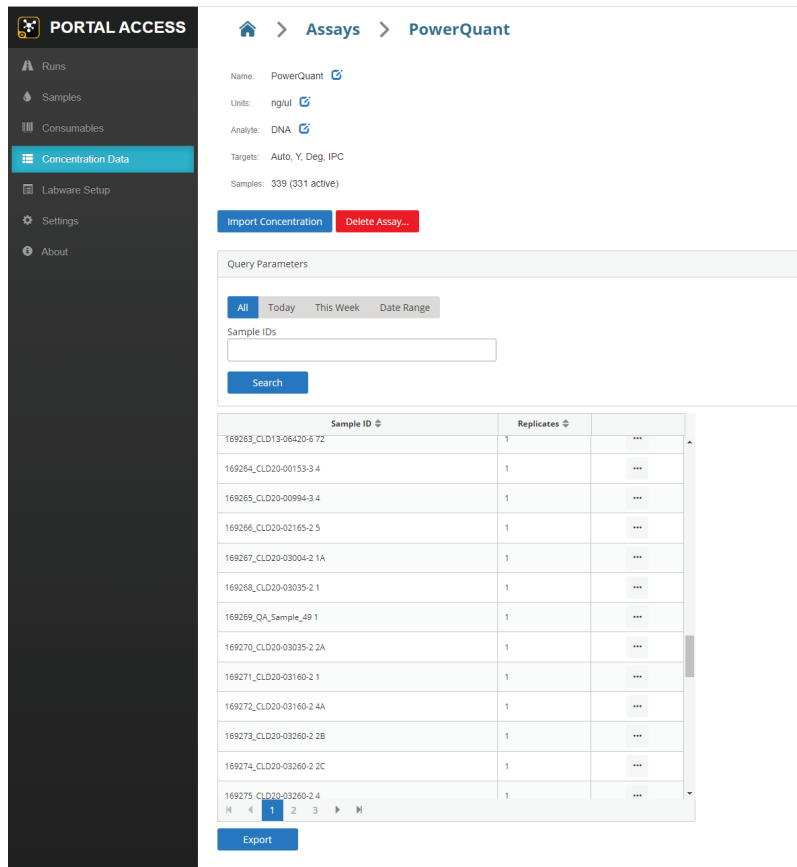 PORTAL ACCESS
Runs
Samples
Consumables
Concentration Data
Labware Setup
Settings
About
Assays > PowerQuant
Name: PowerQuant
Units: ng/ul
Analyte: DNA
Targets: Auto, Y, Deg, IPC
Samples: 339 (331 active)
Import Concentration Delete Assay...
Query Parameters
All Today This Week Date Range
Sample IDs
Search
Sample ID Replicates
169263_CLD13-06420-6 72 1 ...
169264_CLD20-00153-3 4 1 ...
169265_CLD20-00994-3 4 1 ...
169266_CLD20-02165-2 5 1 ...
169267_CLD20-03004-2 1A 1 ...
169268_CLD20-03035-2 1 1 ...
169269_QA_Sample_49 1 1 ...
169270_CLD20-03035-2 2A 1 ...
169271_CLD20-03160-2 1 1 ...
169272_CLD20-03160-2 4A 1 ...
169273_CLD20-03260-2 2B 1 ...
169274_CLD20-03260-2 2C 1 ...
169275_CLD20-03260-2 4 1 ...
1 2 3
Export